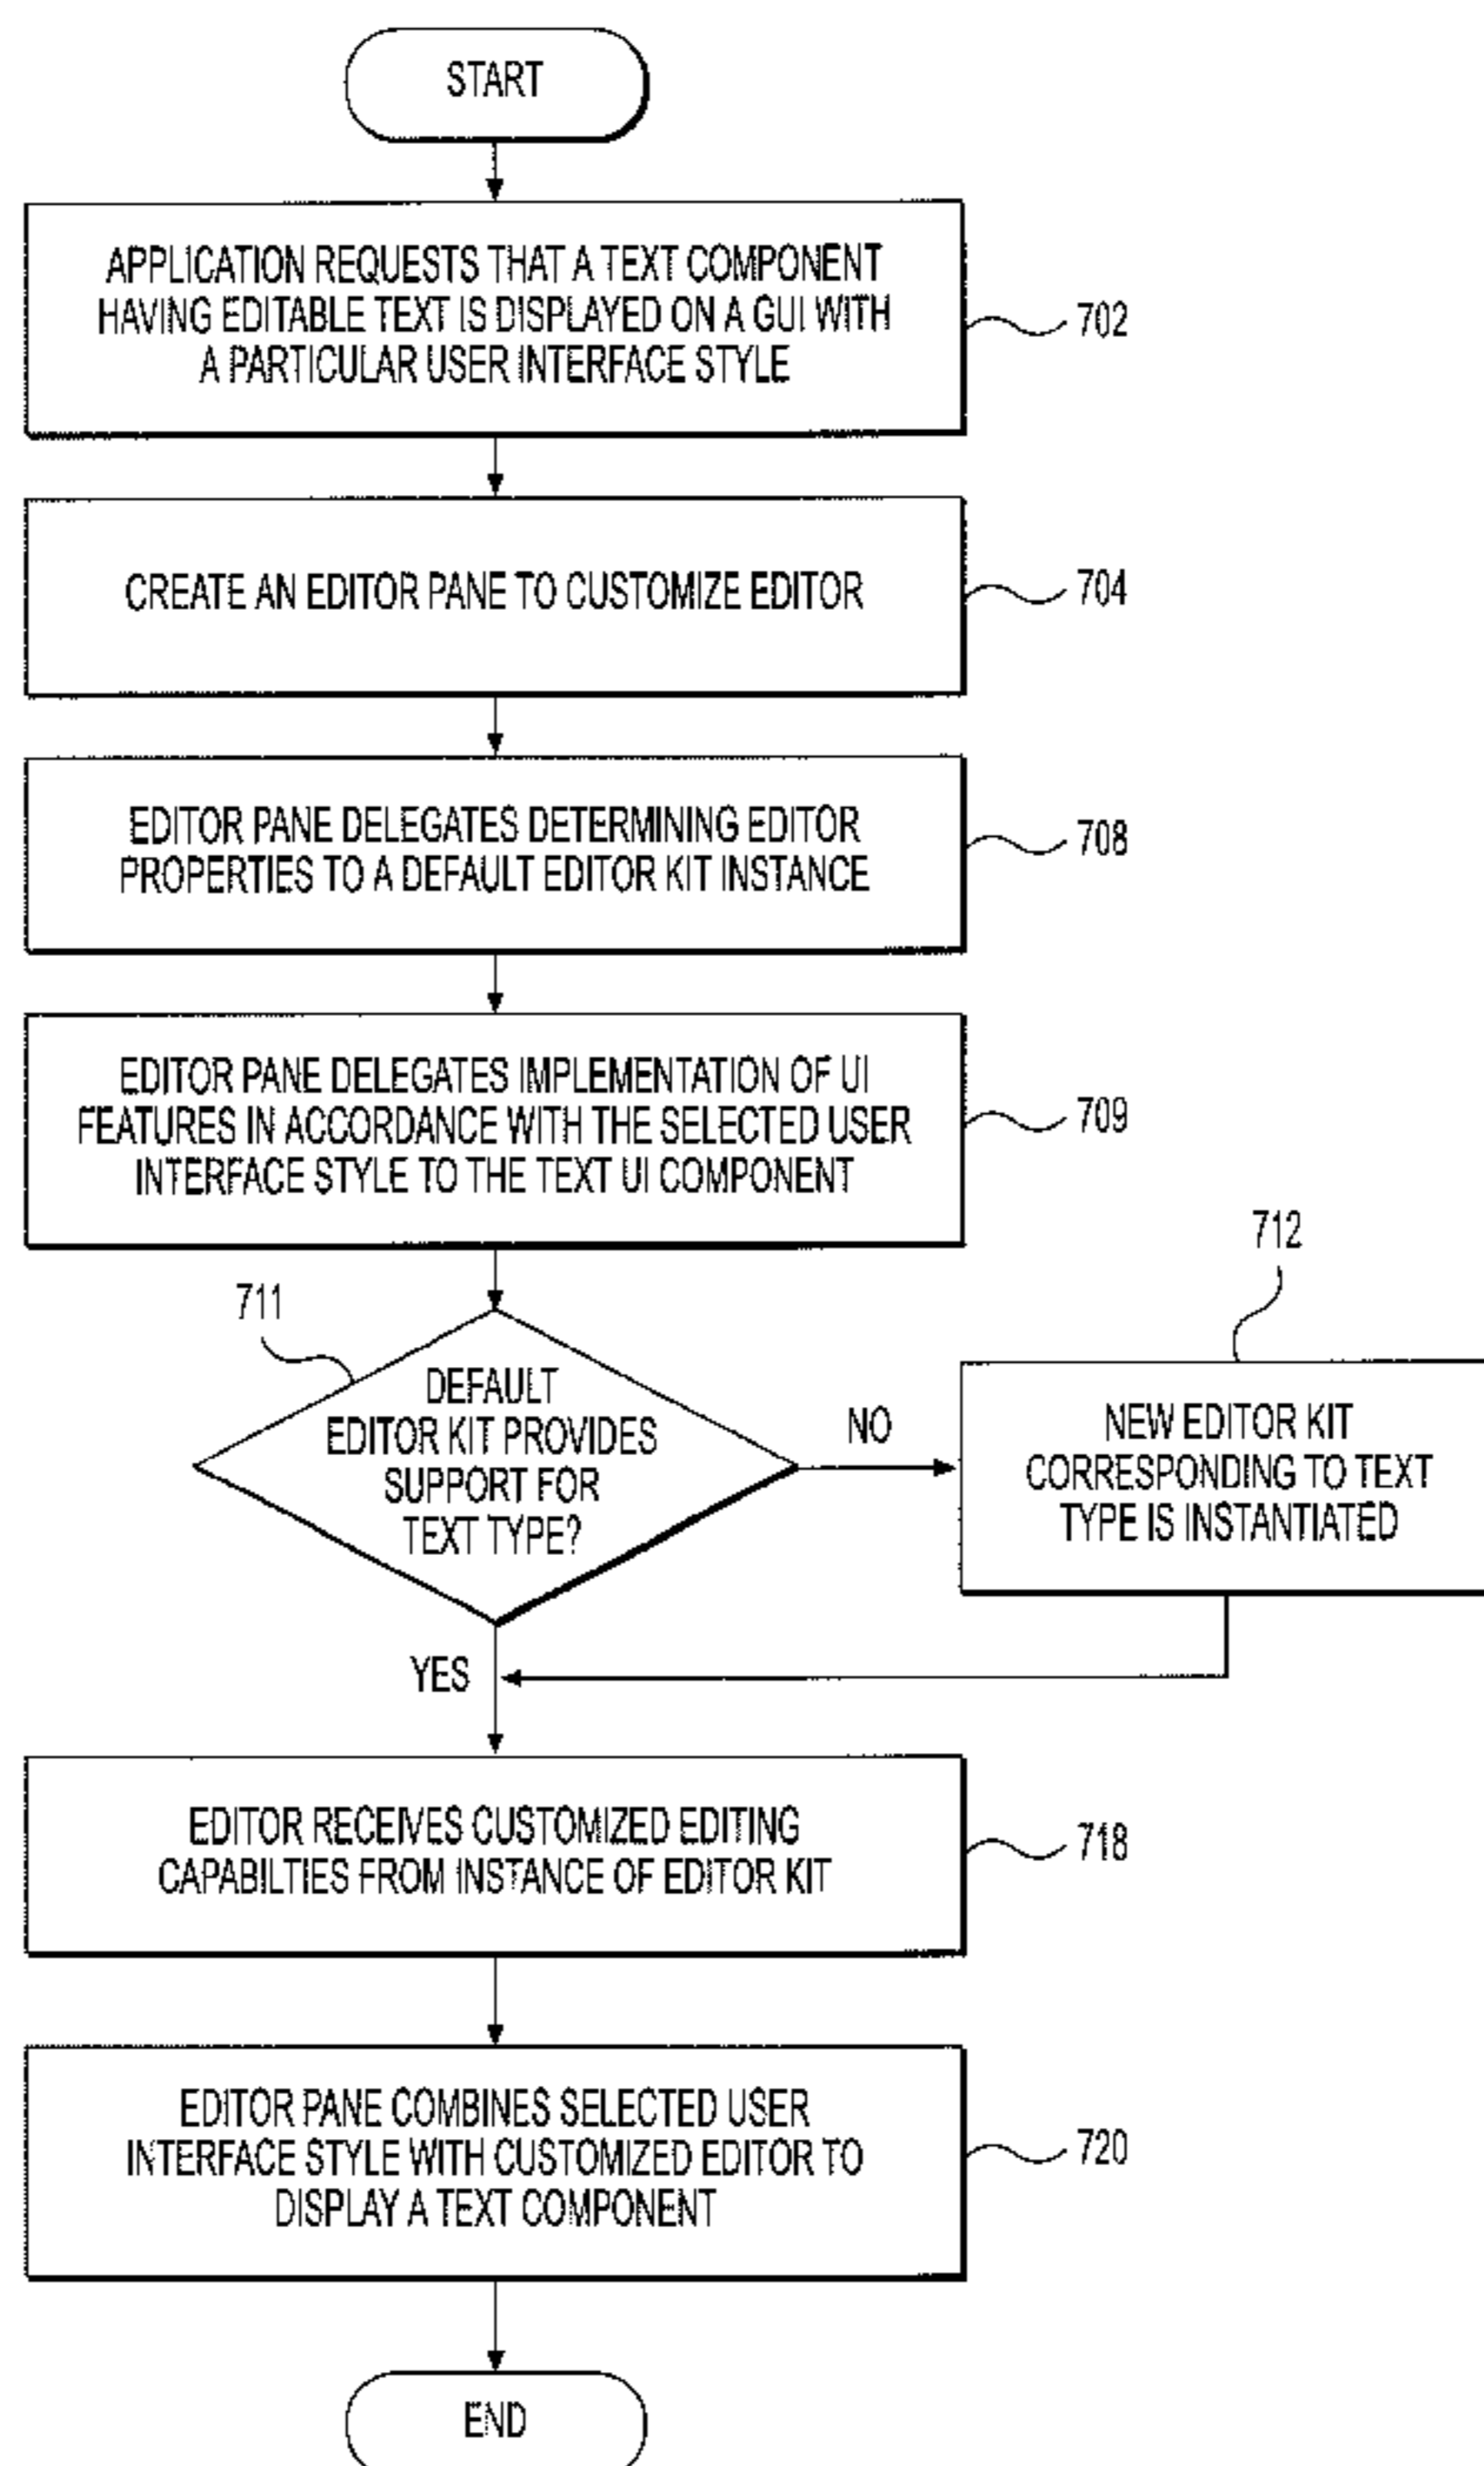 START
APPLICATION REQUESTS THAT A TEXT COMPONENT
HAVING EDITABLE TEXT IS DISPLAYED ON A GUI WITH
A PARTICULAR USER INTERFACE STYLE
702
CREATE AN EDITOR PANE TO CUSTOMIZE EDITOR
704
EDITOR PANE DELEGATES DETERMINING EDITOR
PROPERTIES TO A DEFAULT EDITOR KIT INSTANCE
708
EDITOR PANE DELEGATES IMPLEMENTATION OF UI
FEATURES IN ACCORDANCE WITH THE SELECTED USER
INTERFACE STYLE TO THE TEXT UI COMPONENT
709
711
DEFAULT
EDITOR KIT PROVIDES
SUPPORT FOR
TEXT TYPE?
NO
712
NEW EDITOR KIT
CORRESPONDING TO TEXT
TYPE IS INSTANTIATED
YES
EDITOR RECEIVES CUSTOMIZED EDITING
CAPABILTIES FROM INSTANCE OF EDITOR KIT
718
EDITOR PANE COMBINES SELECTED USER
INTERFACE STYLE WITH CUSTOMIZED EDITOR TO
DISPLAY A TEXT COMPONENT
720
END